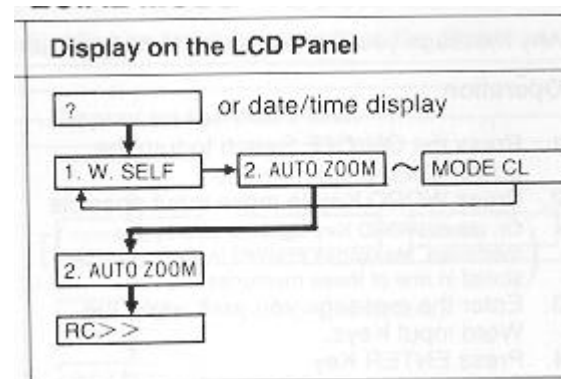 Display on the LCD Panel
? or date/time display
1. W. SELF 2. AUTO ZOOM ~ MODE CL
2. AUTO ZOOM
RC>>